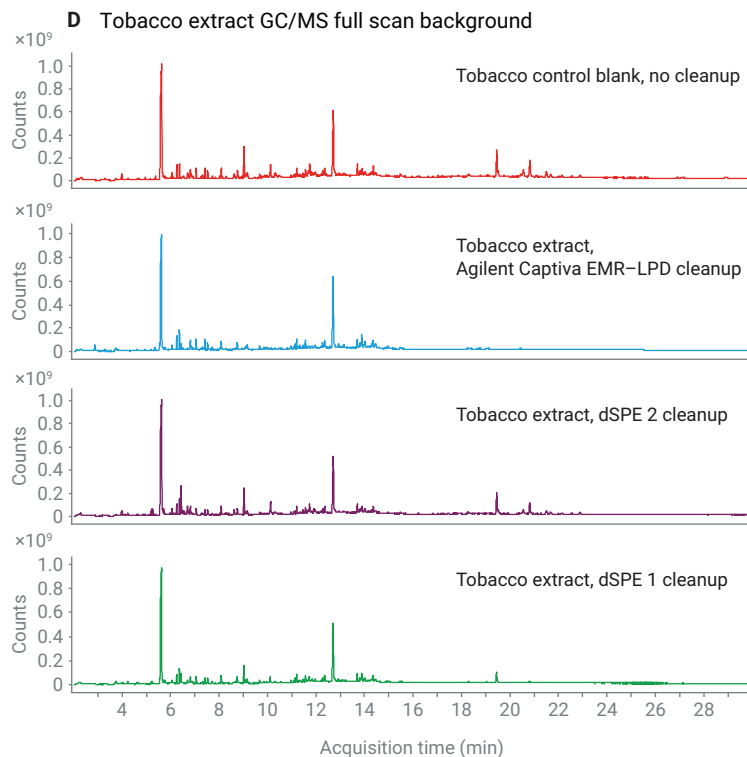 D Tobacco extract GC/MS full scan background
×10⁹
Tobacco control blank, no cleanup
Counts
1.0
0.8
0.6
0.4
0.2
0
×10⁹
Tobacco extract,
Agilent Captiva EMR–LPD cleanup
Counts
1.0
0.8
0.6
0.4
0.2
0
×10⁹
Tobacco extract, dSPE 2 cleanup
Counts
1.0
0.8
0.6
0.4
0.2
0
×10⁹
Tobacco extract, dSPE 1 cleanup
Counts
1.0
0.8
0.6
0.4
0.2
0
4 6 8 10 12 14 16 18 20 22 24 26 28
Acquisition time (min)